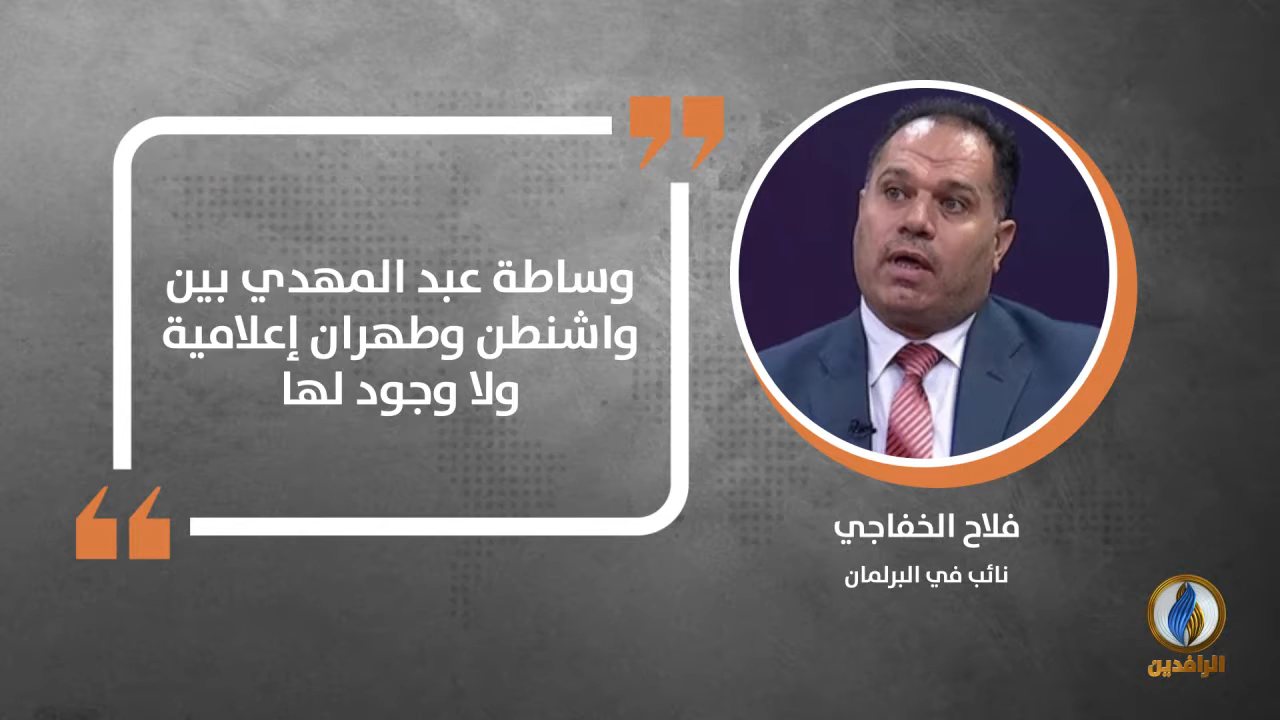 وساطة عبد المهدي بين
واشنطن وطهران إعلامية
ولا وجود لها
فلاح الخفاجي
نائب في البرلمان
الرافدين